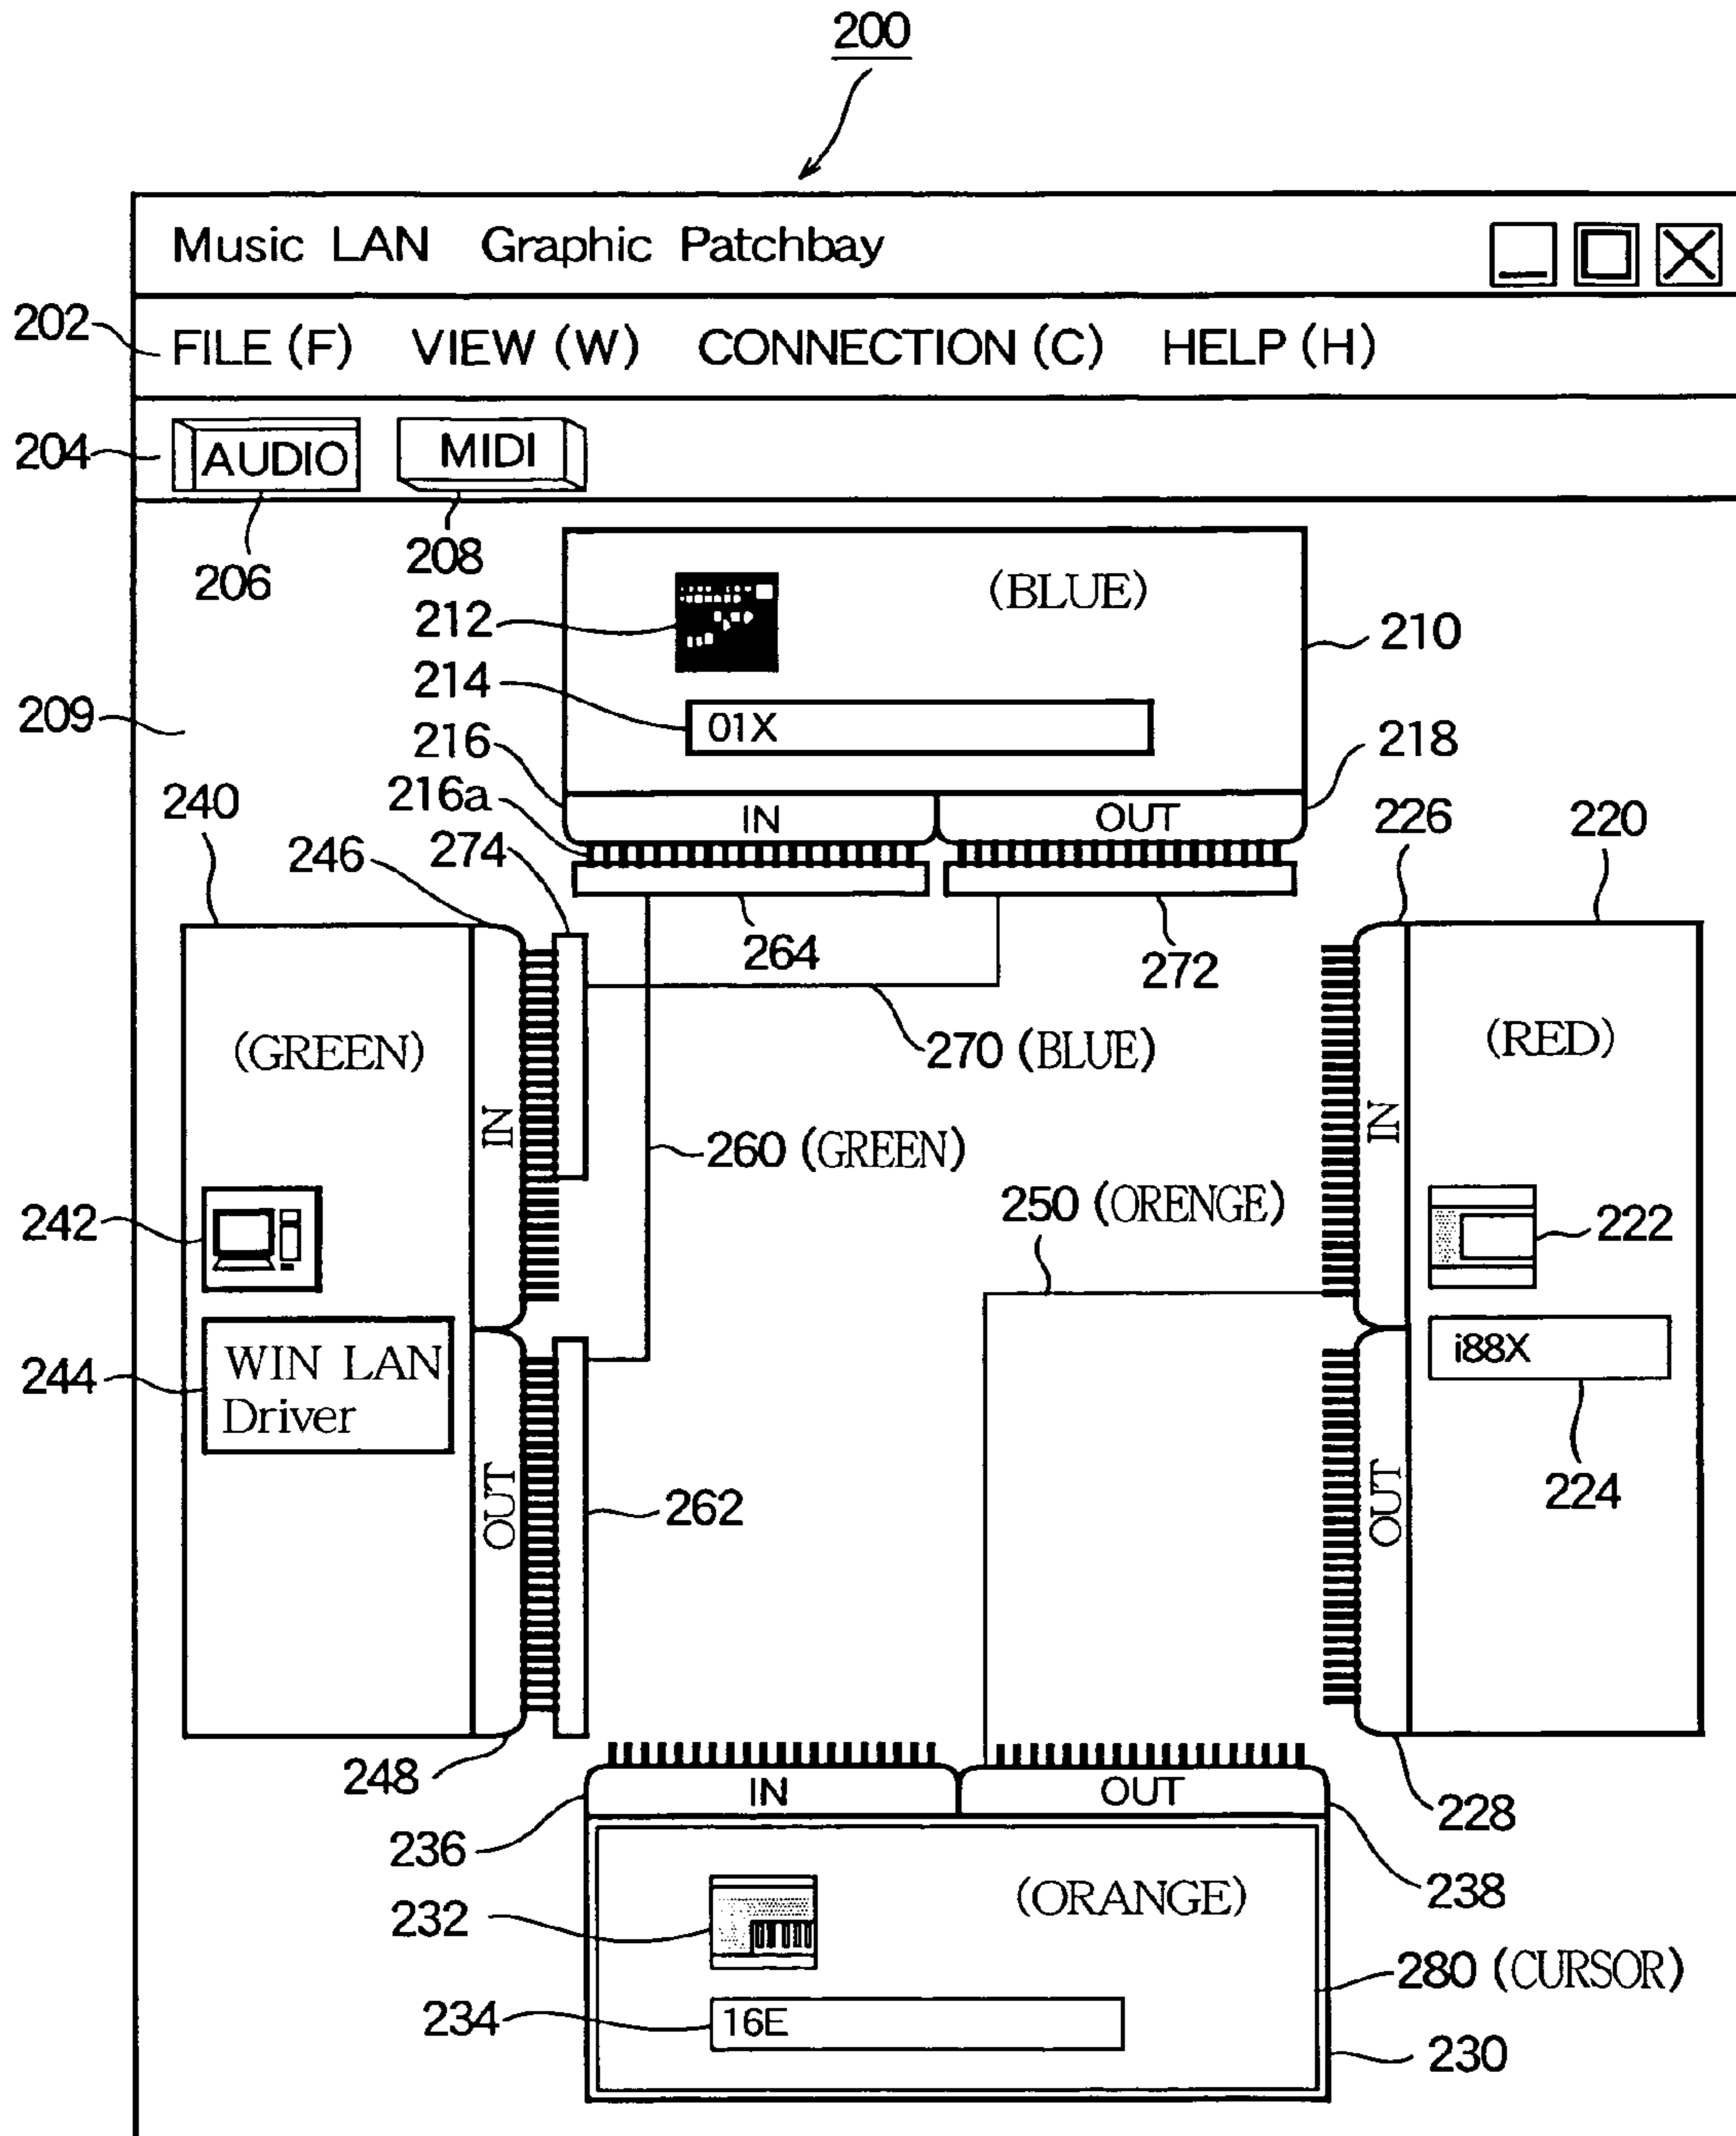 200
Music LAN Graphic Patchbay
202
FILE (F) VIEW (W) CONNECTION (C) HELP (H)
204
AUDIO MIDI
206
208
(BLUE)
212
210
214
01X
209
216
218
216a
IN OUT
240
246
274
226
220
264
272
(GREEN)
(RED)
270 (BLUE)
IN
IN
260 (GREEN)
250 (ORENGE)
242
222
244
WIN LAN
Driver
i88X
224
OUT
OUT
262
248
IN OUT
228
236
238
(ORANGE)
232
280 (CURSOR)
234
16E
230